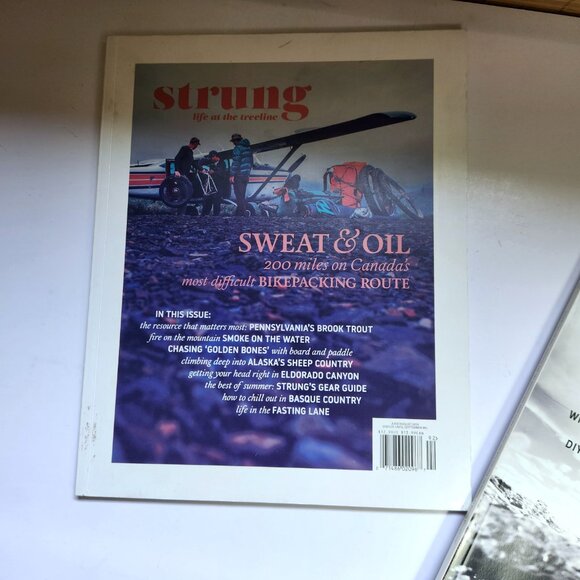 strung
life at the treeline
SWEAT & OIL
200 miles on Canada's
most difficult BIKEPACKING ROUTE
IN THIS ISSUE:
the resource that matters most: PENNSYLVANIA'S BROOK TROUT
fire on the mountain SMOKE ON THE WATER
CHASING 'GOLDEN BONES' with board and paddle
climbing deep into ALASKA'S SHEEP COUNTRY
getting your head right in ELDORADO CANYON
the best of summer: STRUNG'S GEAR GUIDE
how to chill out in BASQUE COUNTRY
life in the FASTING LANE
DIY